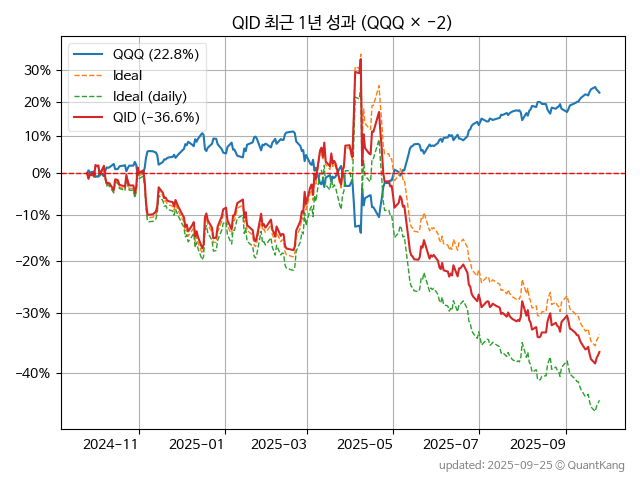 QID 최근 1년 성과 (QQQ × −2)
QQQ (22.8%)
Ideal
Ideal (daily)
QID (−36.6%)
30%
20%
10%
0%
−10%
−20%
−30%
−40%
2024-11 2025-01 2025-03 2025-05 2025-07 2025-09
updated: 2025-09-25 © QuantKang